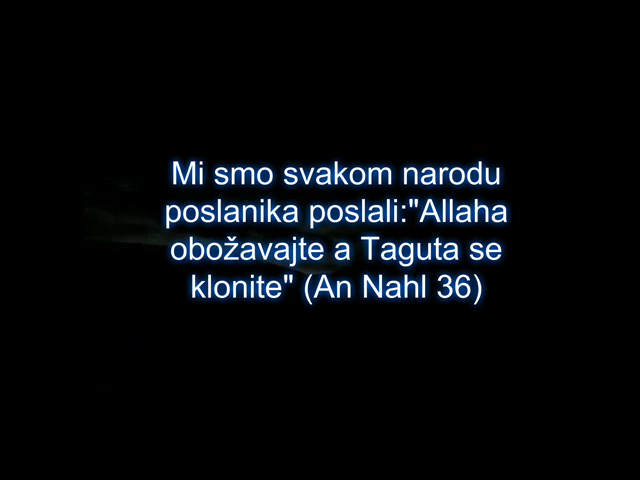 Mi smo svakom narodu
poslanika poslali:"Allaha
obožavajte a Taguta se
klonite" (An Nahl 36)